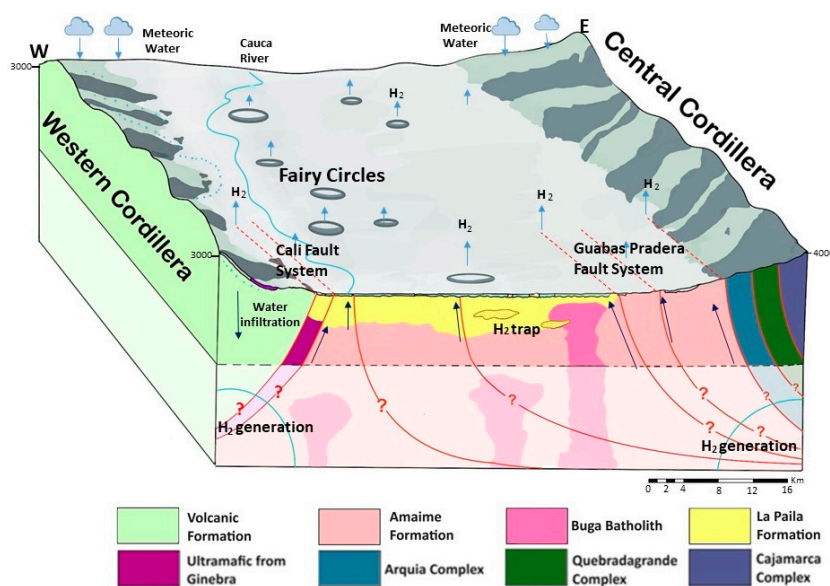 Meteoric
Water
Cauca
River
Meteoric
Water
W
E
3000
Central Cordillera
H2
Western Cordillera
Fairy Circles
H2
H2
H2
H2
Cali Fault
System
Guabas Pradera
Fault System
3000
4000
Water
infiltration
H2 trap
?
?
?
?
?
?
?
?
H2 generation
H2 generation
Km
0 2 4 8 12 16
Volcanic
Formation
Amaime
Formation
Buga Batholith
La Paila
Formation
Ultramafic from
Ginebra
Arquia Complex
Quebradagrande
Complex
Cajamarca
Complex